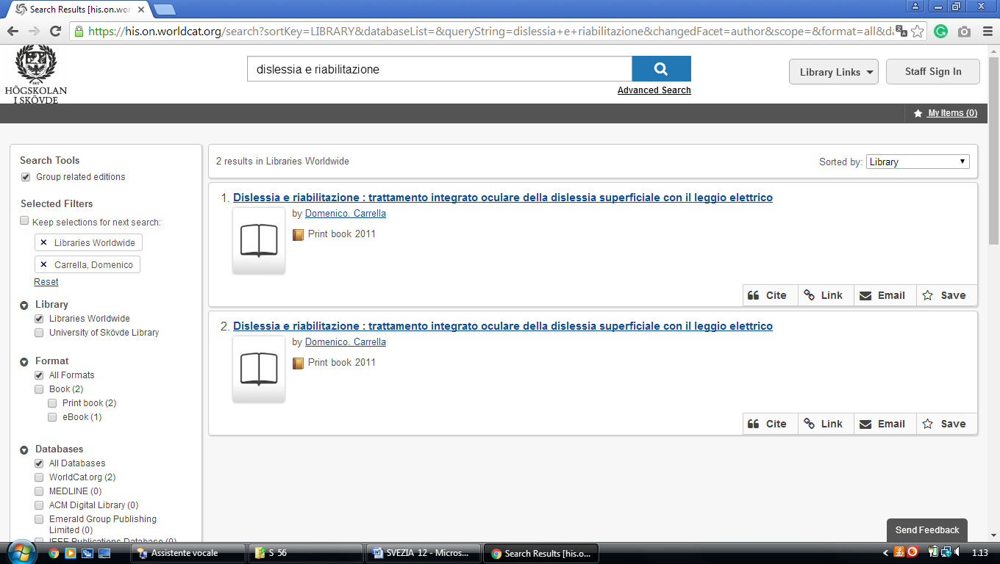 Search Results [his.on.wor
https://his.on.worldcat.org/search?sortKey=LIBRARY&databaseList=&queryString=dislessia+e+riabilitazione&changedFacet=author&scope=&format=all&da
HÖGSKOLAN
I SKÖVDE
dislessia e riabilitazione
Advanced Search
Library Links
Staff Sign In
My Items (0)
Search Tools
Group related editions
Selected Filters
Keep selections for next search:
Libraries Worldwide
Carrella, Domenico
Reset
Library
Libraries Worldwide
University of Skövde Library
Format
All Formats
Book (2)
Print book (2)
eBook (1)
Databases
All Databases
WorldCat.org (2)
MEDLINE (0)
ACM Digital Library (0)
Emerald Group Publishing
Limited (0)
IEEE Publications Database (0)
2 results in Libraries Worldwide
Sorted by: Library
1. Dislessia e riabilitazione : trattamento integrato oculare della dislessia superficiale con il leggio elettrico
by Domenico. Carrella
Print book 2011
Cite Link Email Save
2. Dislessia e riabilitazione : trattamento integrato oculare della dislessia superficiale con il leggio elettrico
by Domenico. Carrella
Print book 2011
Cite Link Email Save
Send Feedback
Assistente vocale
S 56
SVEZIA 12 - Micros...
Search Results [his.o...
1.13